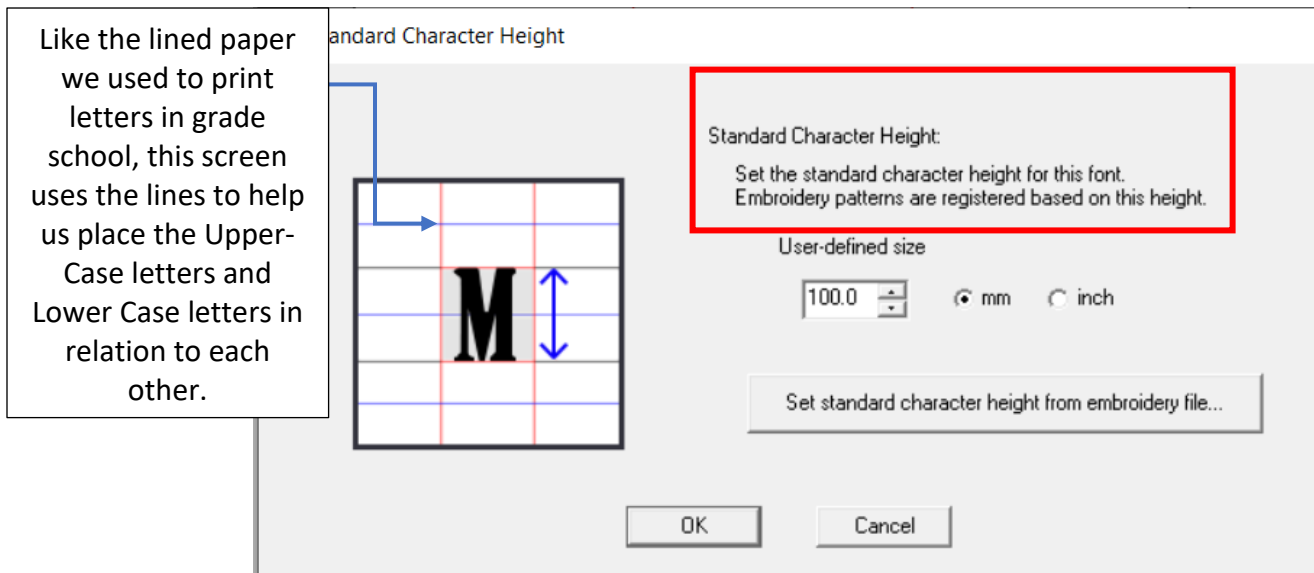 Like the lined paper
we used to print
letters in grade
school, this screen
uses the lines to help
us place the Upper-
Case letters and
Lower Case letters in
relation to each
other.
andard Character Height
Standard Character Height:
Set the standard character height for this font.
Embroidery patterns are registered based on this height.
User-defined size
100.0 mm inch
M
Set standard character height from embroidery file...
OK Cancel